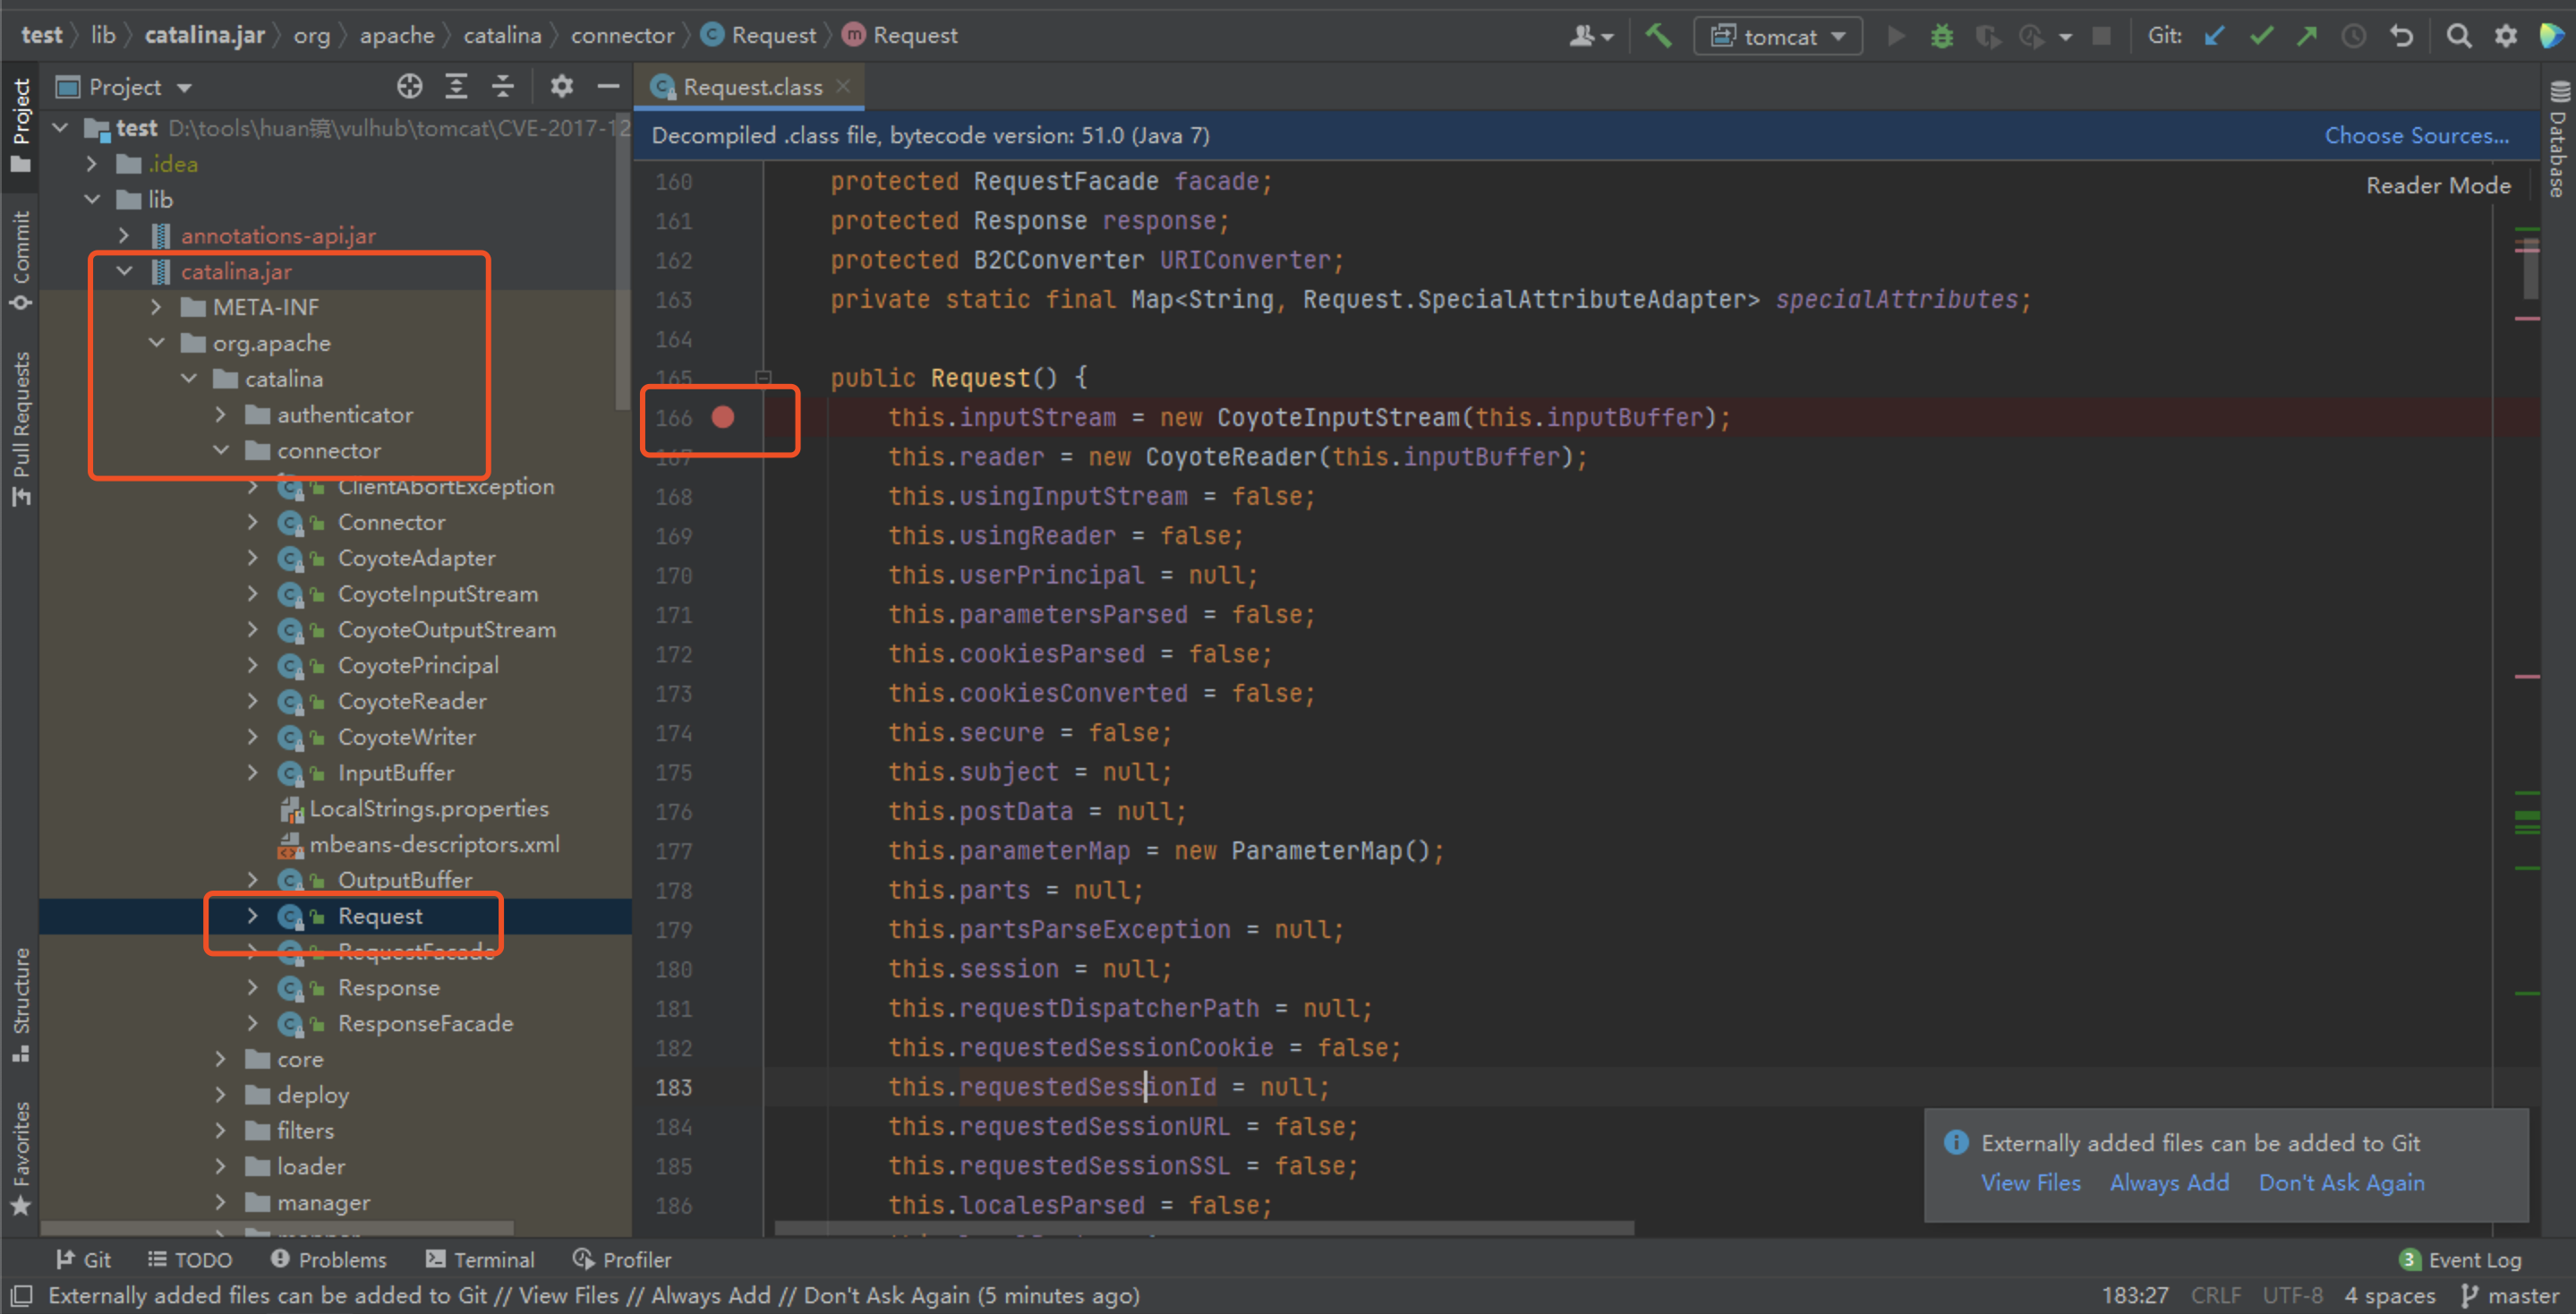 test lib catalina.jar org apache catalina connector Request Request
tomcat
Git:
Project
Request.class
test D:\tools\huan镜\vulhub\tomcat\CVE-2017-12
.idea
lib
annotations-api.jar
catalina.jar
META-INF
org.apache
catalina
authenticator
connector
ClientAbortException
Connector
CoyoteAdapter
CoyoteInputStream
CoyoteOutputStream
CoyotePrincipal
CoyoteReader
CoyoteWriter
InputBuffer
LocalStrings.properties
mbeans-descriptors.xml
OutputBuffer
Request
RequestFacade
Response
ResponseFacade
core
deploy
filters
loader
manager
Project
Commit
Pull Requests
Structure
Favorites
Decompiled .class file, bytecode version: 51.0 (Java 7)
Choose Sources...
Reader Mode
Database
160 protected RequestFacade facade;
161 protected Response response;
162 protected B2CConverter URIConverter;
163 private static final Map<String, Request.SpecialAttributeAdapter> specialAttributes;
164
165 public Request() {
166 this.inputStream = new CoyoteInputStream(this.inputBuffer);
167 this.reader = new CoyoteReader(this.inputBuffer);
168 this.usingInputStream = false;
169 this.usingReader = false;
170 this.userPrincipal = null;
171 this.parametersParsed = false;
172 this.cookiesParsed = false;
173 this.cookiesConverted = false;
174 this.secure = false;
175 this.subject = null;
176 this.postData = null;
177 this.parameterMap = new ParameterMap();
178 this.parts = null;
179 this.partsParseException = null;
180 this.session = null;
181 this.requestDispatcherPath = null;
182 this.requestedSessionCookie = false;
183 this.requestedSessionId = null;
184 this.requestedSessionURL = false;
185 this.requestedSessionSSL = false;
186 this.localesParsed = false;
Externally added files can be added to Git
View Files Always Add Don't Ask Again
Git TODO Problems Terminal Profiler
3 Event Log
Externally added files can be added to Git // View Files // Always Add // Don't Ask Again (5 minutes ago)
183:27 CRLF UTF-8 4 spaces master